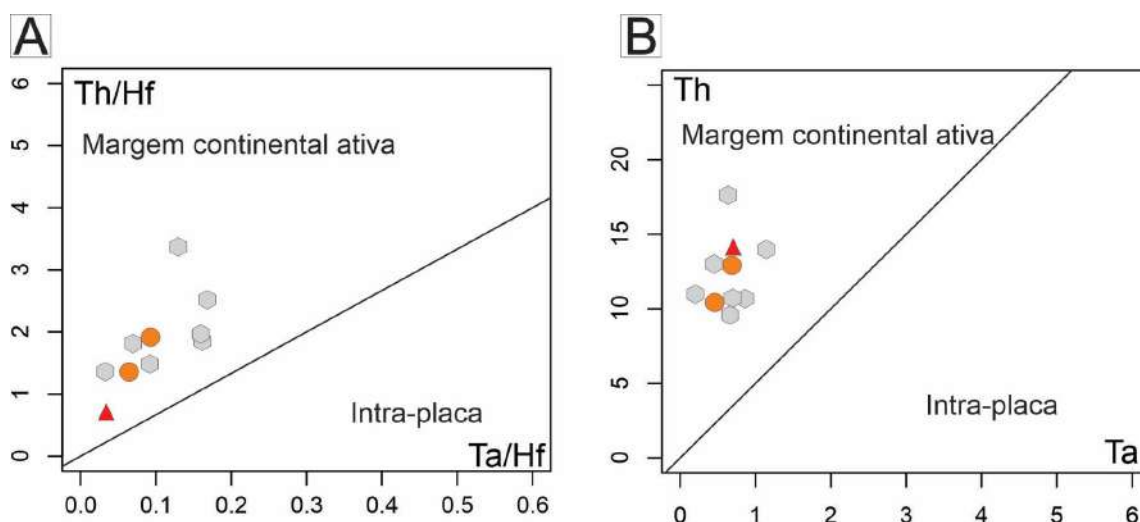 A
Th/Hf
Margem continental ativa
Intra-placa
Ta/Hf
6
5
4
3
2
1
0
0.0 0.1 0.2 0.3 0.4 0.5 0.6
B
Th
Margem continental ativa
Intra-placa
Ta
20
15
10
5
0
0 1 2 3 4 5 6